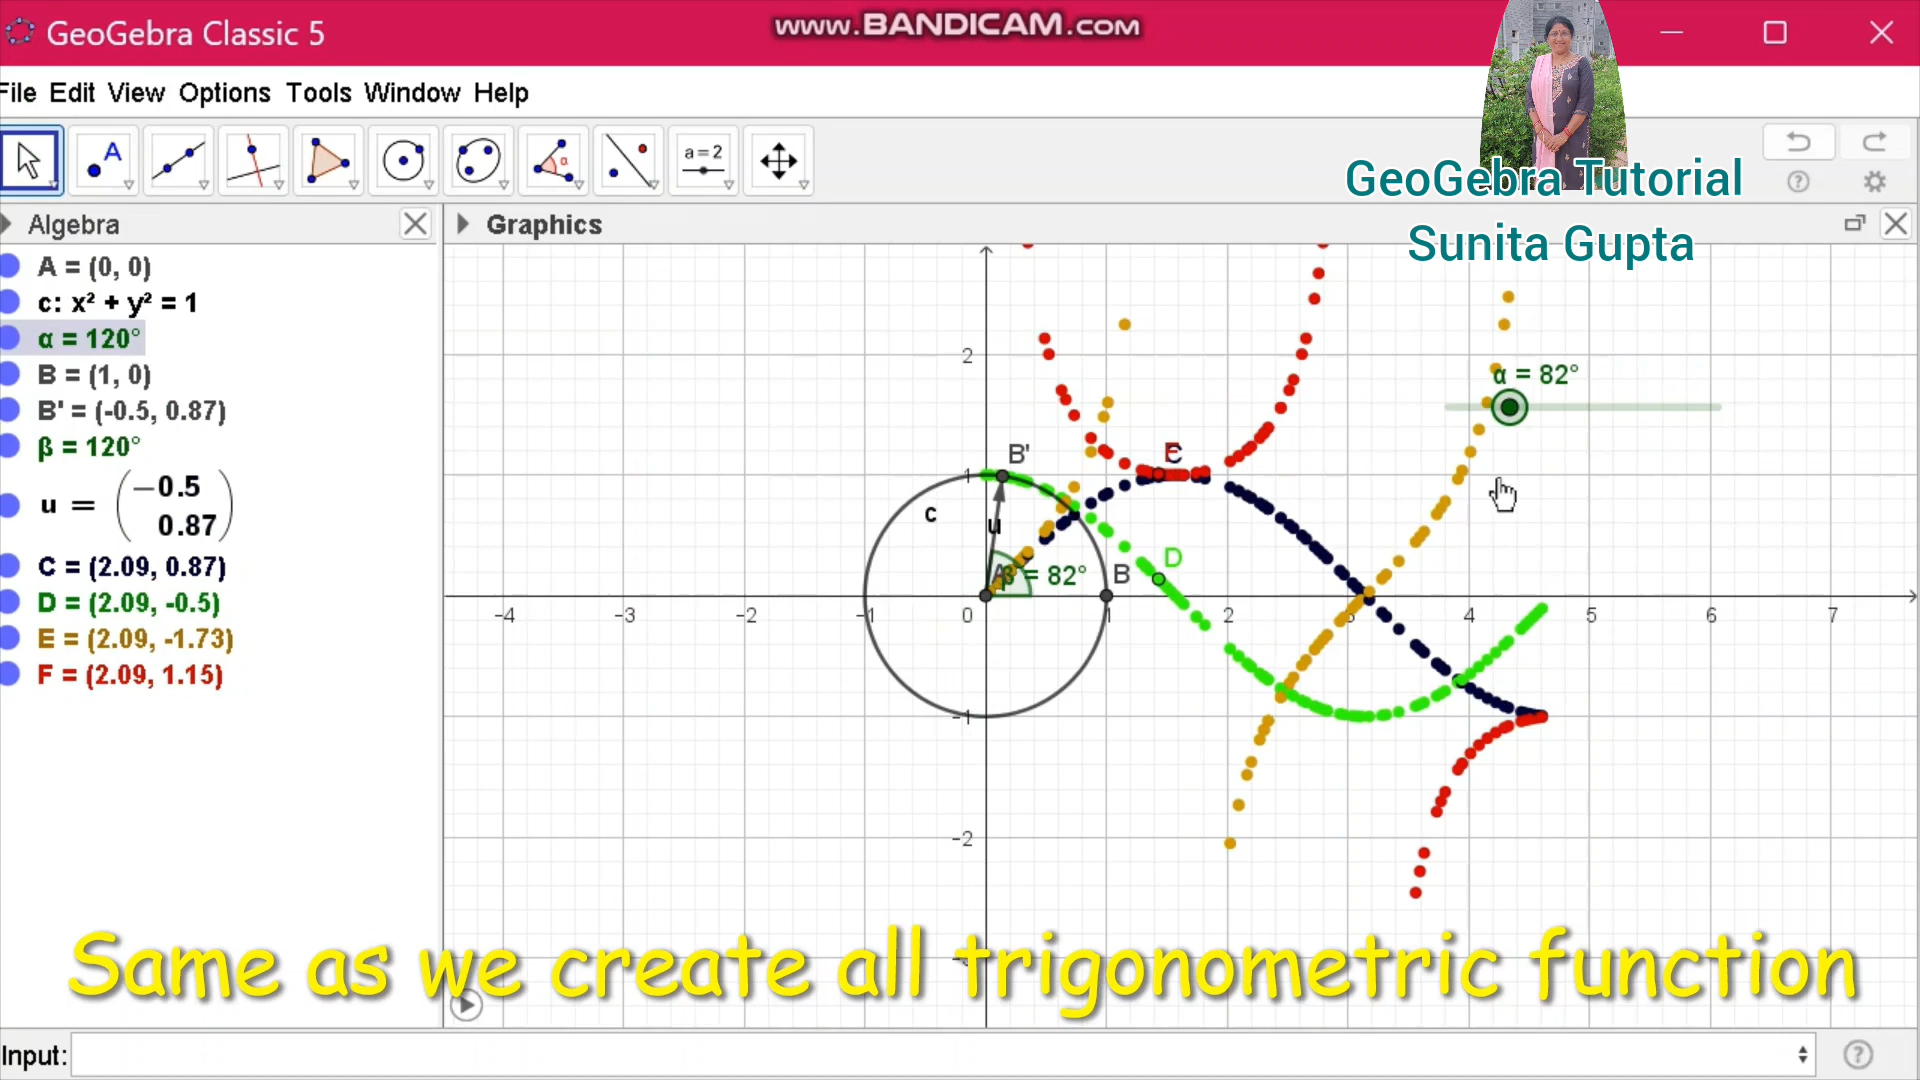 GeoGebra Classic 5
www.BANDICAM.com
File Edit View Options Tools Window Help
A
α
a=2
GeoGebra Tutorial
Sunita Gupta
Algebra
Graphics
A = (0, 0)
c: x² + y² = 1
α = 120°
B = (1, 0)
B' = (-0.5, 0.87)
β = 120°
u = (−0.5
0.87)
C = (2.09, 0.87)
D = (2.09, -0.5)
E = (2.09, -1.73)
F = (2.09, 1.15)
2
α = 82°
B'
1
c
u
D
A
β = 82°
B
-4 -3 -2 -1 0 1 2 3 4 5 6 7
-1
-2
Same as we create all trigonometric function
Input: